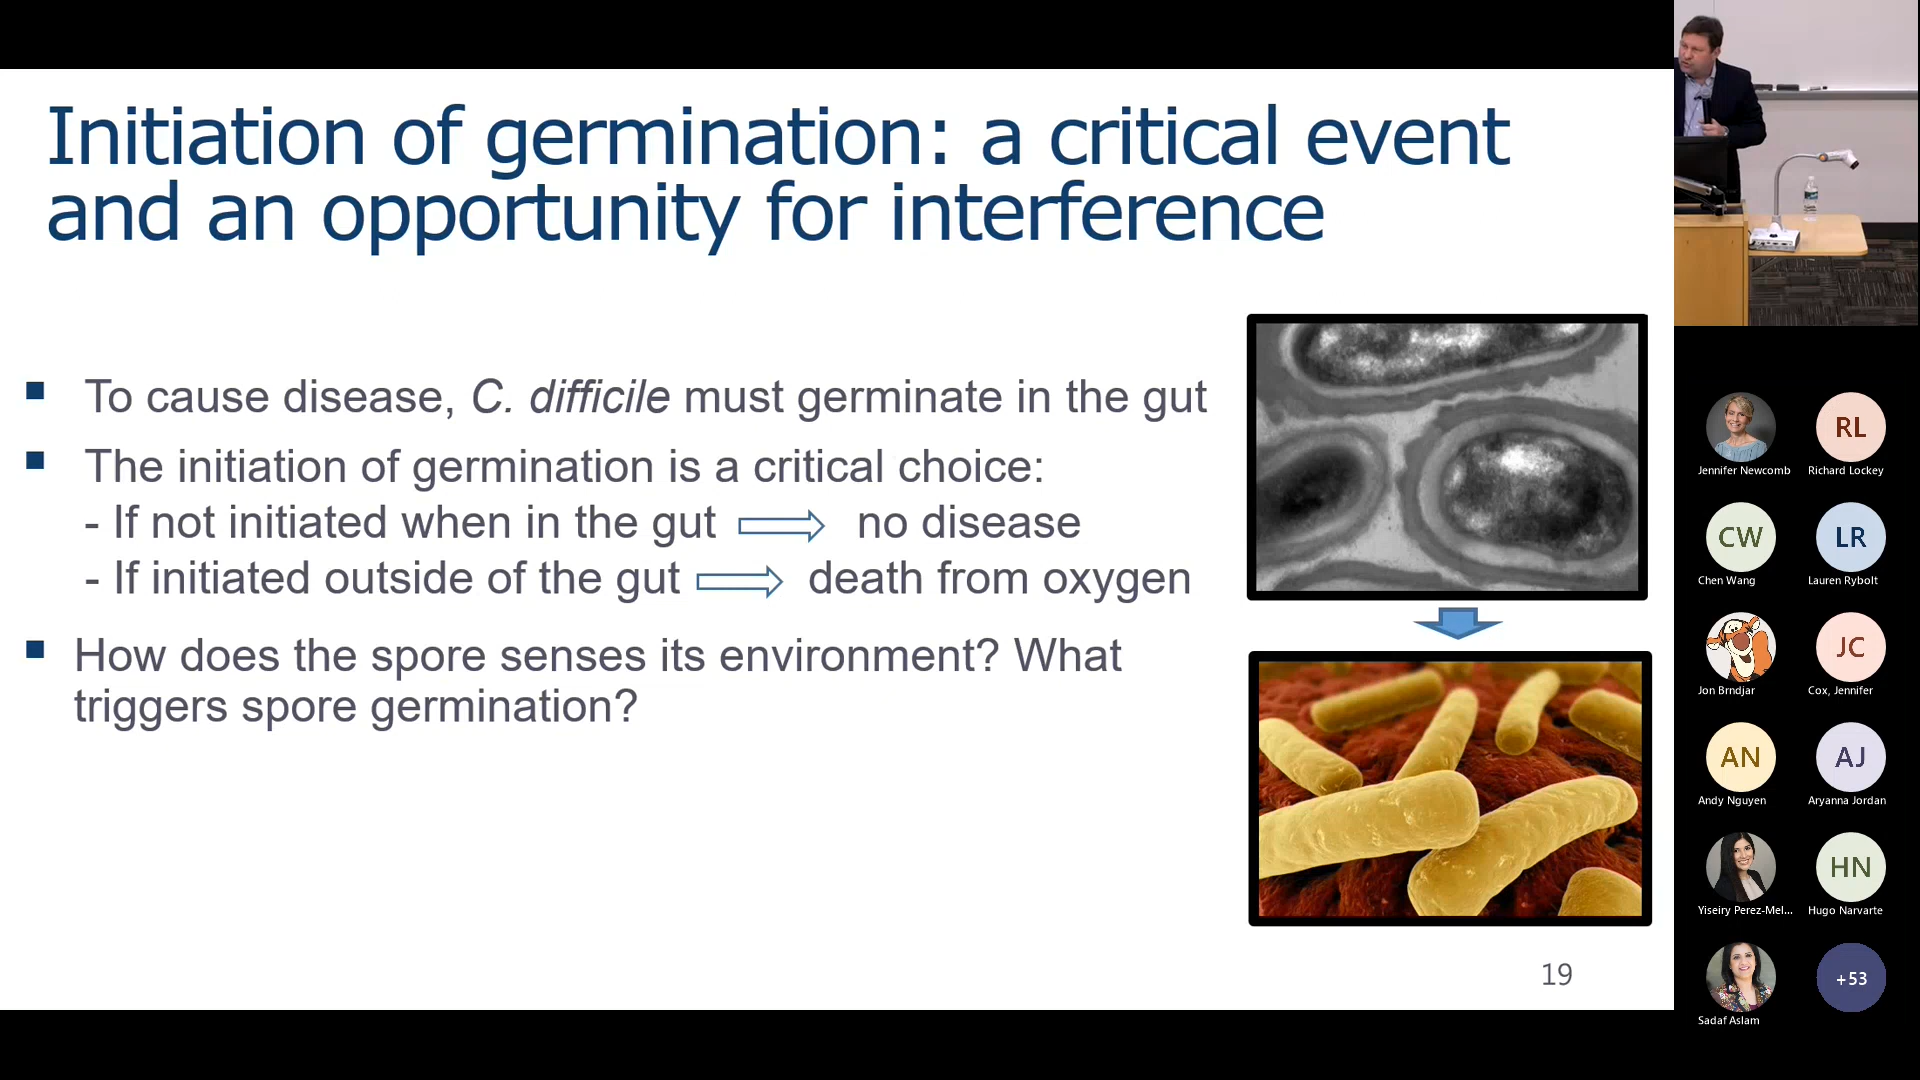 Initiation of germination: a critical event
and an opportunity for interference
To cause disease, C. difficile must germinate in the gut
The initiation of germination is a critical choice:
- If not initiated when in the gut no disease
- If initiated outside of the gut death from oxygen
How does the spore senses its environment? What
triggers spore germination?
19
Jennifer Newcomb
RL
Richard Lockey
CW
Chen Wang
LR
Lauren Rybolt
Jon Brndjar
JC
Cox, Jennifer
AN
Andy Nguyen
AJ
Aryanna Jordan
Yiseiry Perez-Mel...
HN
Hugo Narvarte
Sadaf Aslam
+53